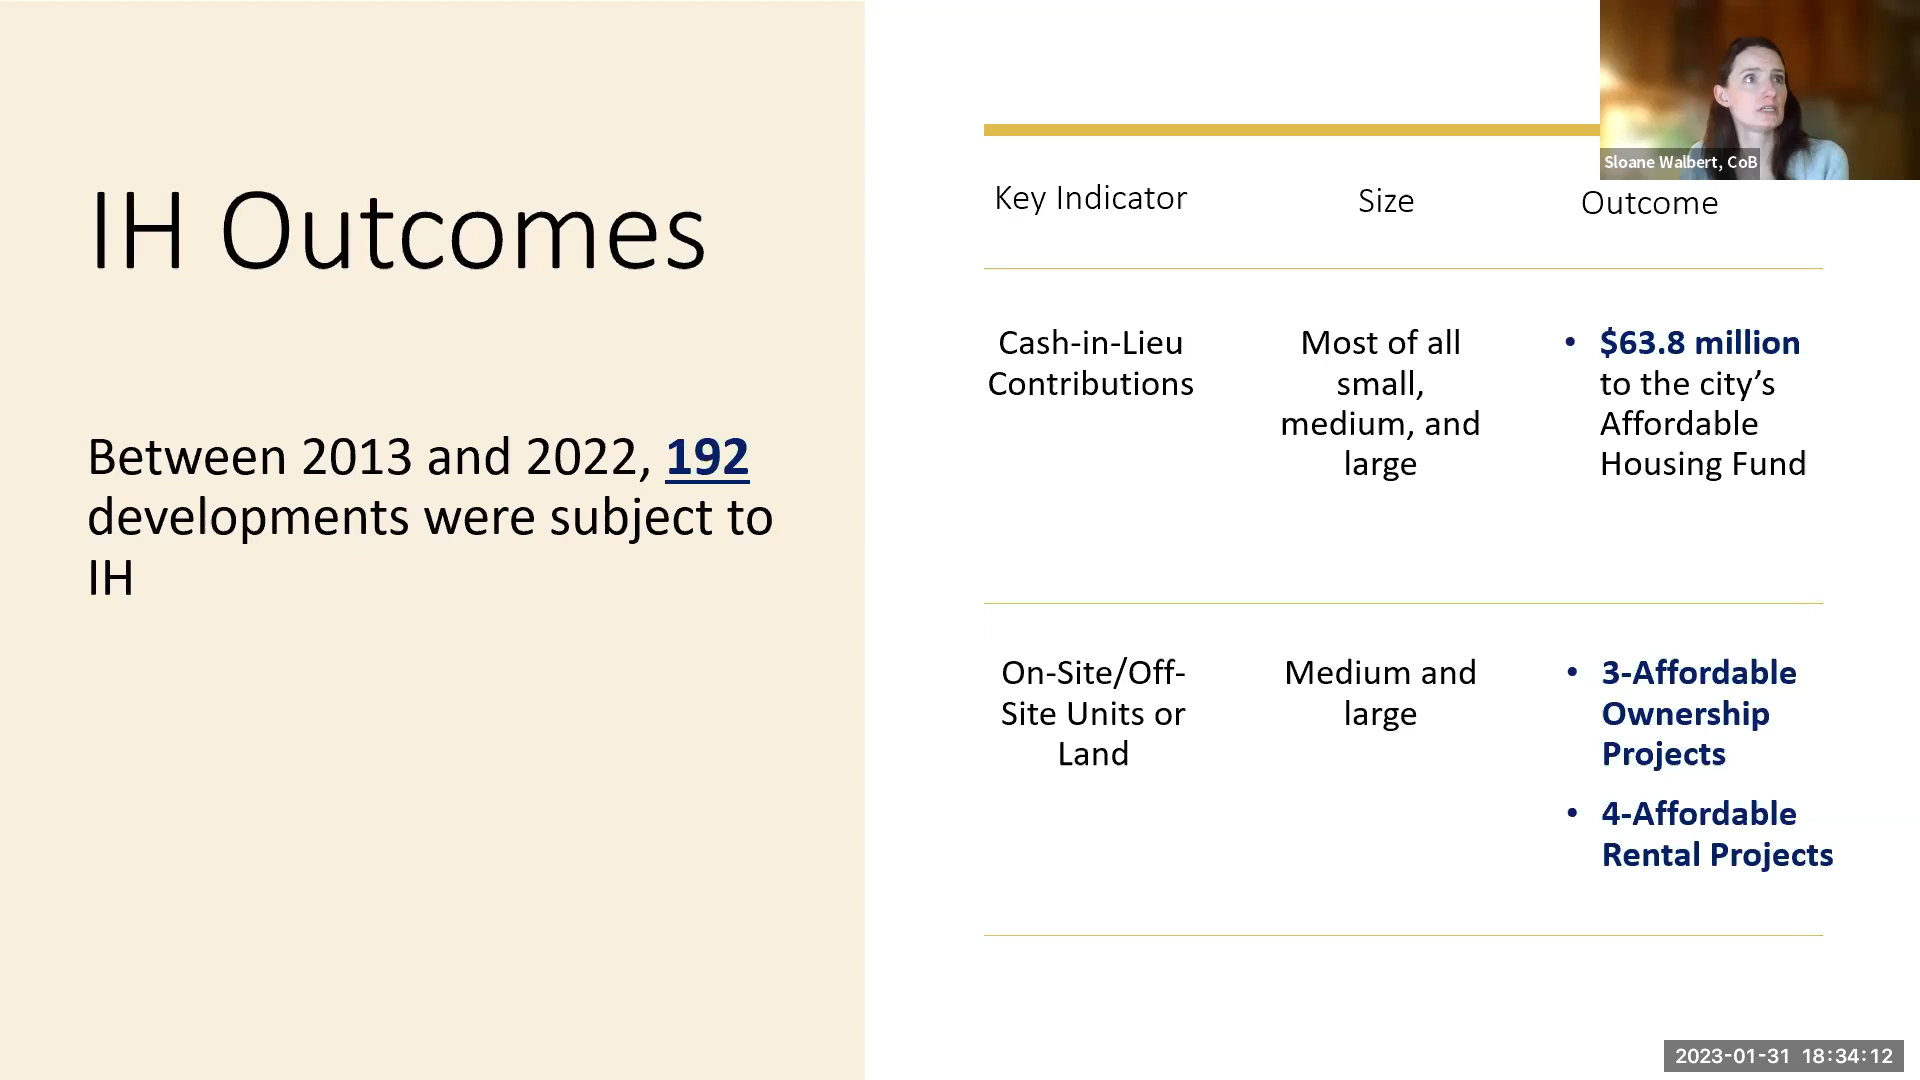 IH Outcomes
Between 2013 and 2022, 192
developments were subject to
IH
Key Indicator
Size
Outcome
Cash-in-Lieu
Contributions
Most of all
small,
medium, and
large
• $63.8 million
to the city’s
Affordable
Housing Fund
On-Site/Off-
Site Units or
Land
Medium and
large
• 3-Affordable
Ownership
Projects
• 4-Affordable
Rental Projects
Sloane Walbert, CoB
2023-01-31 18:34:12